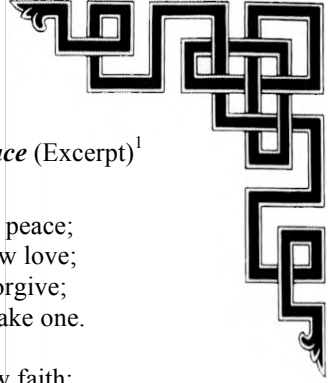 ace (Excerpt)¹
peace;
w love;
orgive;
ake one.
y faith;